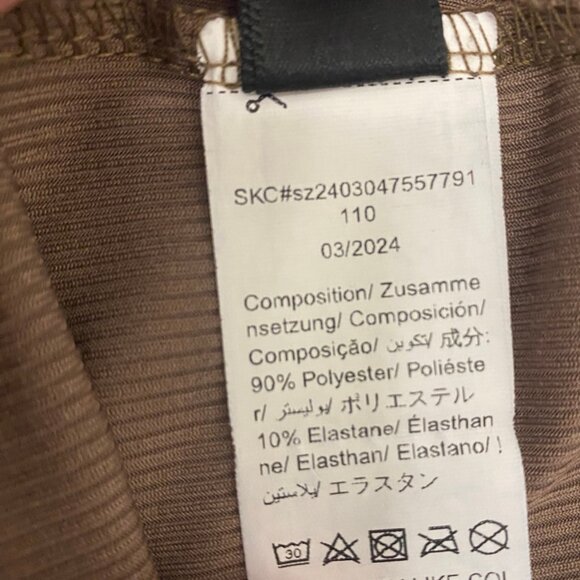 SKC#sz2403047557791
110
03/2024
Composition/ Zusamme
nsetzung/ Composición/
Composição/ تكوين/ 成分:
90% Polyester/ Poliéste
r/ بوليستر/ ポリエステル
10% Elastane/ Élasthan
ne/ Elasthan/ Elastano/
إيلاستين/ エラスタン
30